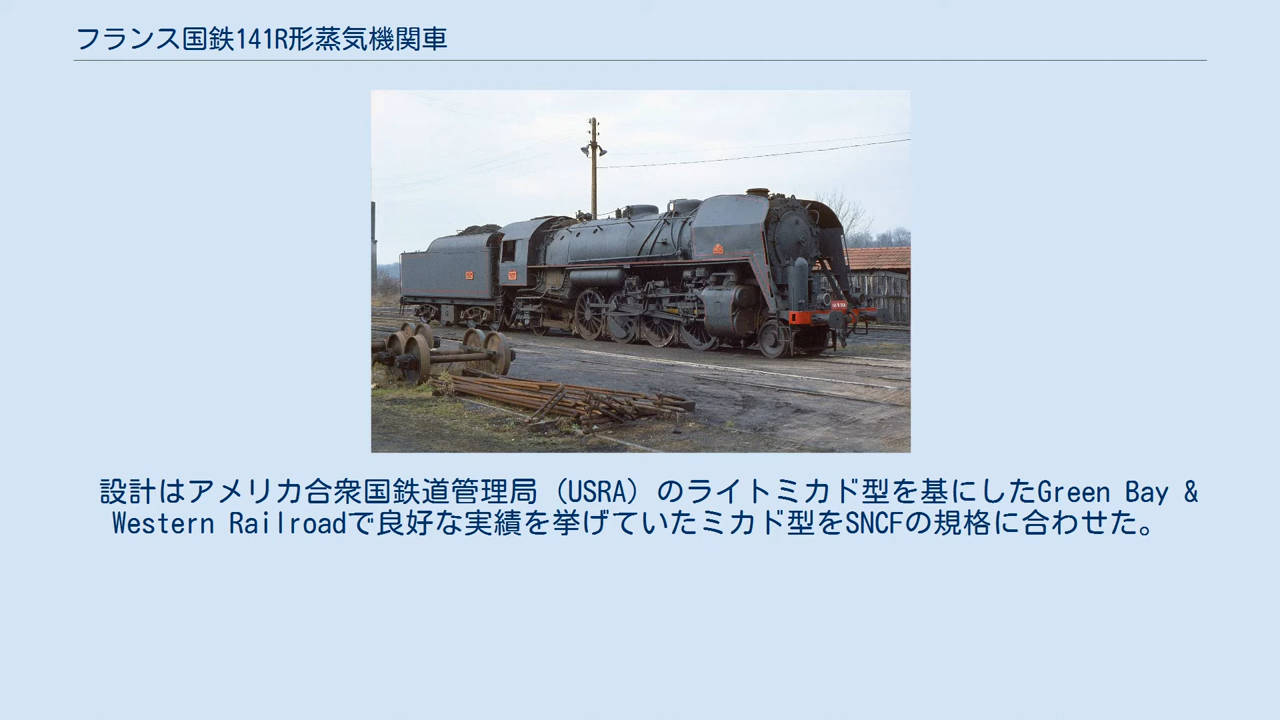 フランス国鉄141R形蒸気機関車
設計はアメリカ合衆国鉄道管理局（USRA）のライトミカド型を基にしたGreen Bay &
Western Railroadで良好な実績を挙げていたミカド型をSNCFの規格に合わせた。